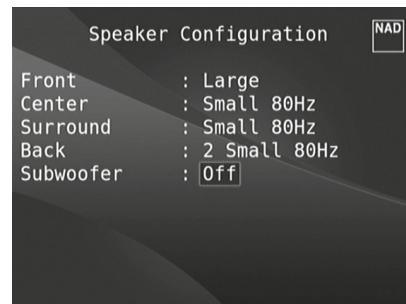 Speaker Configuration
NAD
Front : Large
Center : Small 80Hz
Surround : Small 80Hz
Back : 2 Small 80Hz
Subwoofer : Off